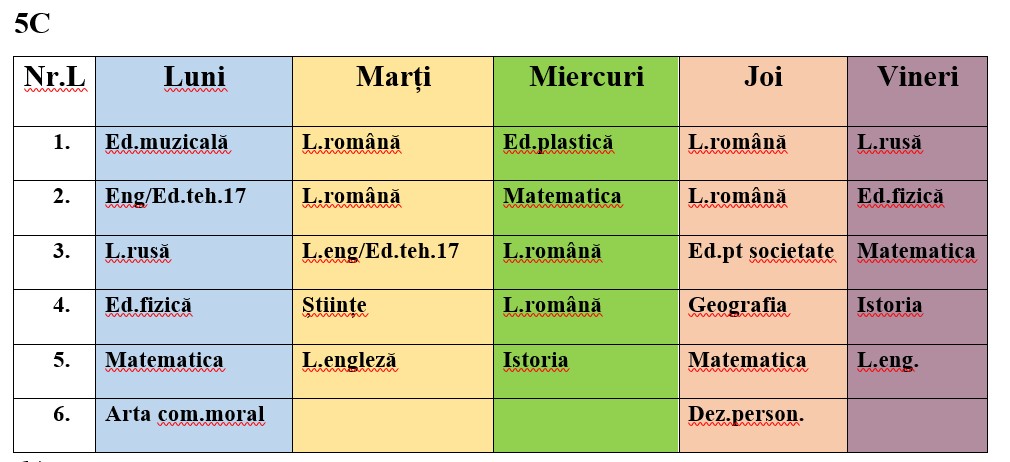 5C
Nr.L Luni Marți Miercuri Joi Vineri
1. Ed.muzicală L.română Ed.plastică L.română L.rusă
2. Eng/Ed.teh.17 L.română Matematica L.română Ed.fizică
3. L.rusă L.eng/Ed.teh.17 L.română Ed.pt societate Matematica
4. Ed.fizică Științe L.română Geografia Istoria
5. Matematica L.engleză Istoria Matematica L.eng.
6. Arta com.moral Dez.person.